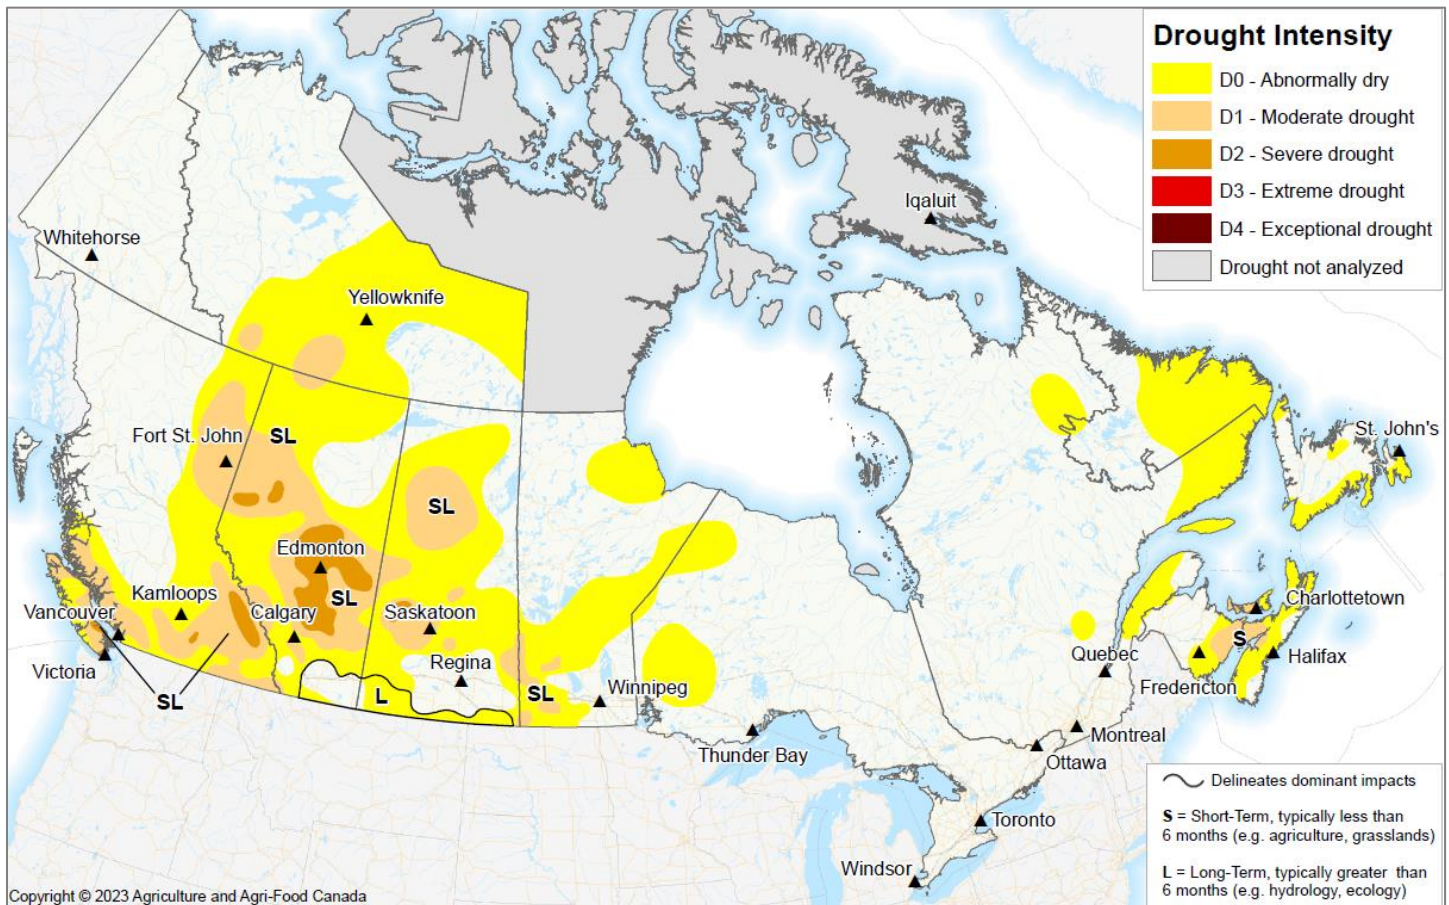 Drought Intensity
D0 - Abnormally dry
D1 - Moderate drought
D2 - Severe drought
D3 - Extreme drought
D4 - Exceptional drought
Drought not analyzed
Iqaluit
Whitehorse
Yellowknife
Fort St. John
SL
St. John's
SL
Edmonton
Kamloops
SL
Calgary
Saskatoon
Vancouver
Charlottetown
S
Victoria
Regina
Quebec
Halifax
SL
L
SL
Winnipeg
Fredericton
Thunder Bay
Montreal
Ottawa
Toronto
Windsor
Delineates dominant impacts
S = Short-Term, typically less than
6 months (e.g. agriculture, grasslands)
L = Long-Term, typically greater than
6 months (e.g. hydrology, ecology)
Copyright © 2023 Agriculture and Agri-Food Canada